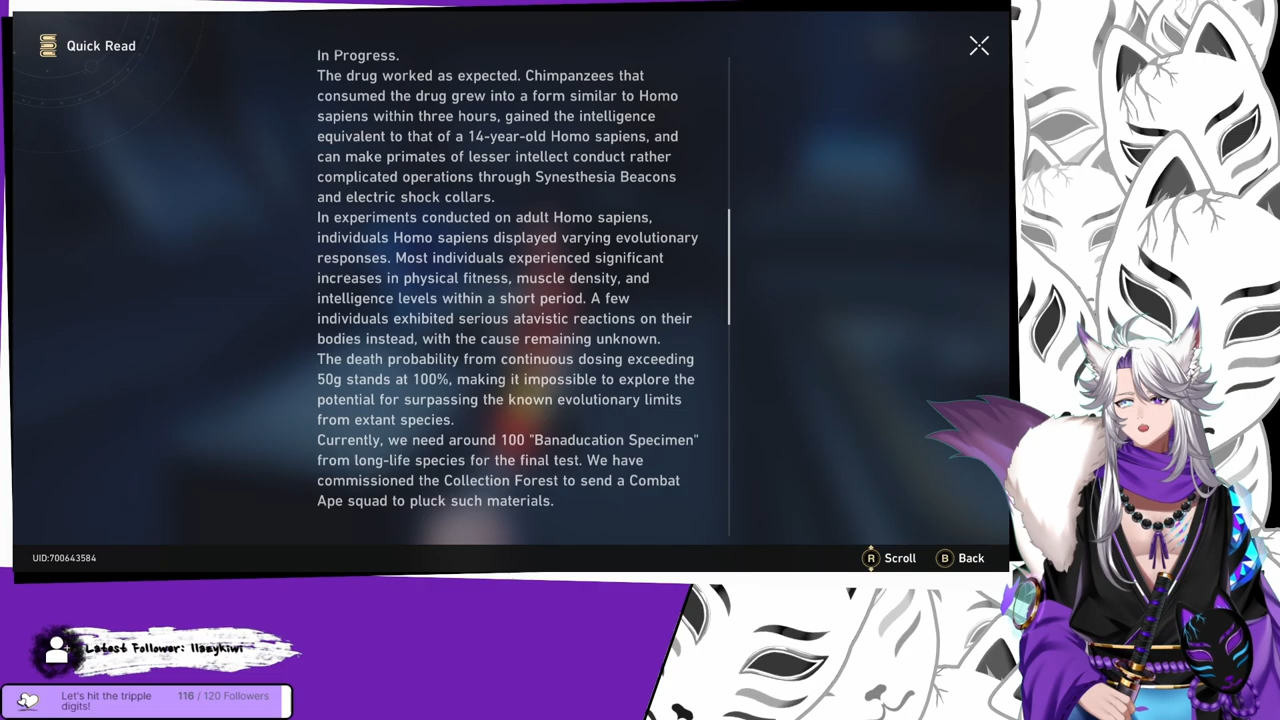 Quick Read
In Progress.
The drug worked as expected. Chimpanzees that
consumed the drug grew into a form similar to Homo
sapiens within three hours, gained the intelligence
equivalent to that of a 14-year-old Homo sapiens, and
can make primates of lesser intellect conduct rather
complicated operations through Synesthesia Beacons
and electric shock collars.
In experiments conducted on adult Homo sapiens,
individuals Homo sapiens displayed varying evolutionary
responses. Most individuals experienced significant
increases in physical fitness, muscle density, and
intelligence levels within a short period. A few
individuals exhibited serious atavistic reactions on their
bodies instead, with the cause remaining unknown.
The death probability from continuous dosing exceeding
50g stands at 100%, making it impossible to explore the
potential for surpassing the known evolutionary limits
from extant species.
Currently, we need around 100 "Banaducation Specimen"
from long-life species for the final test. We have
commissioned the Collection Forest to send a Combat
Ape squad to pluck such materials.
UID:700643584
R Scroll B Back
Latest Follower: llazykiwi
Let's hit the tripple
digits!
116 / 120 Followers